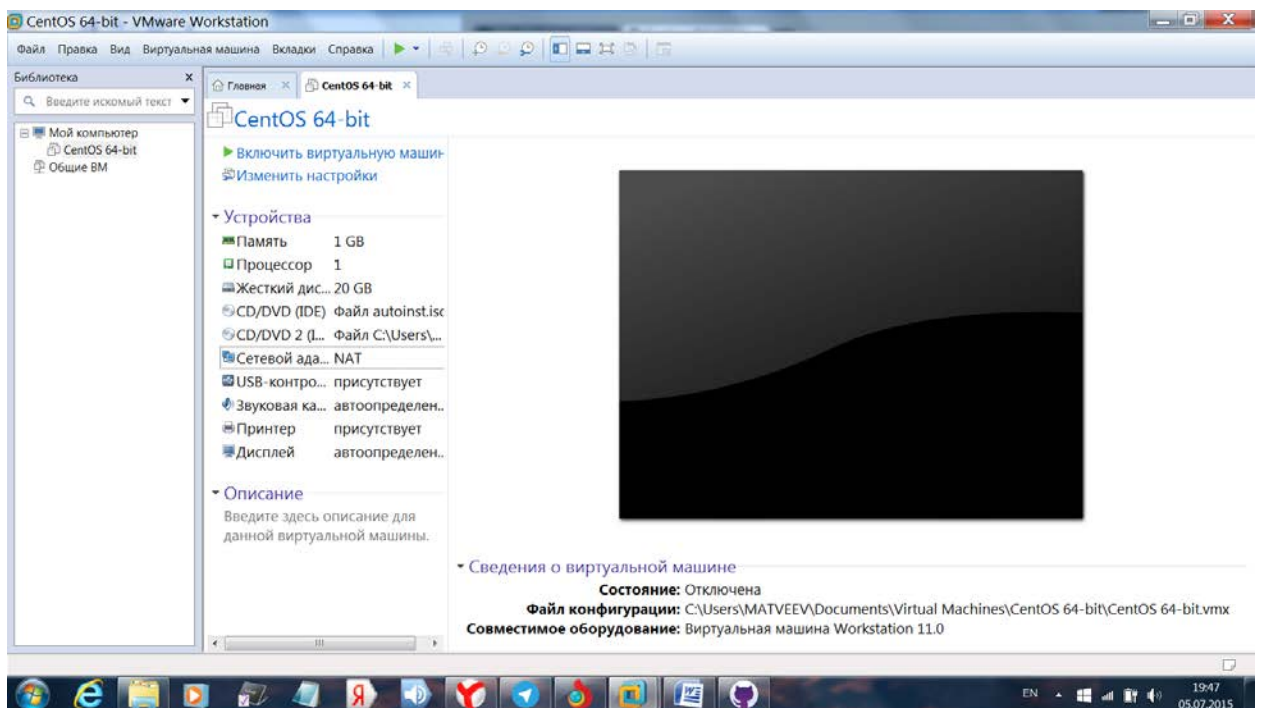 CentOS 64-bit - VMware Workstation
Файл Правка Вид Виртуальная машина Вкладки Справка
Библиотека x
Введите искомый текст
Мой компьютер
CentOS 64-bit
Общие ВМ
Главная × CentOS 64-bit ×
CentOS 64-bit
Включить виртуальную машин
Изменить настройки
Устройства
Память 1 GB
Процессор 1
Жесткий дис... 20 GB
CD/DVD (IDE) Файл autoinst.isc
CD/DVD 2 (I... Файл C:\Users\...
Сетевой ада... NAT
USB-контро... присутствует
Звуковая ка... автоопределен..
Принтер присутствует
Дисплей автоопределен..
Описание
Введите здесь описание для
данной виртуальной машины.
Сведения о виртуальной машине
Состояние: Отключена
Файл конфигурации: C:\Users\MATVEEV\Documents\Virtual Machines\CentOS 64-bit\CentOS 64-bit.vmx
Совместимое оборудование: Виртуальная машина Workstation 11.0
EN 19:47
05.07.2015